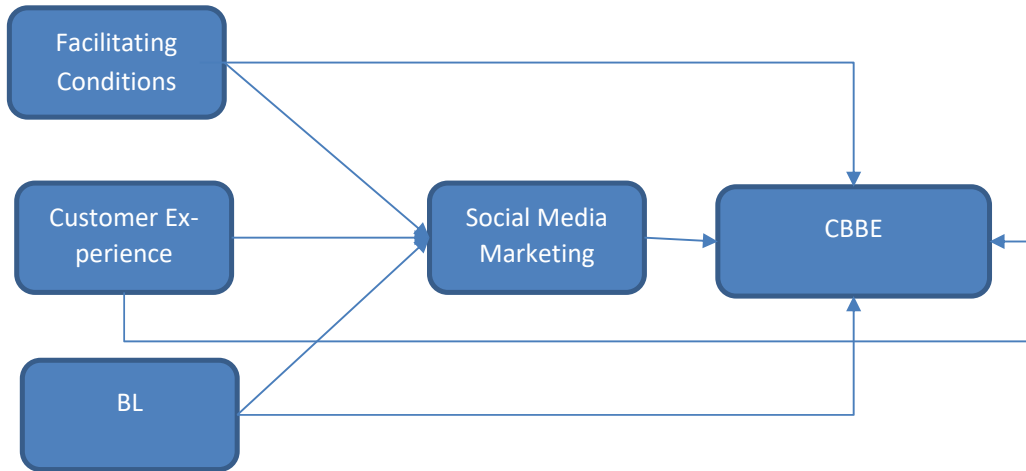 Facilitating
Conditions
Customer Ex-
perience
Social Media
Marketing
CBBE
BL